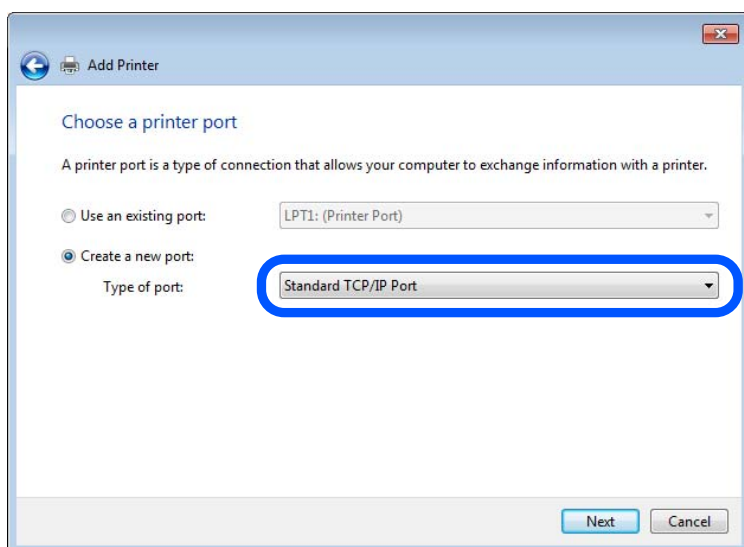 Add Printer
Choose a printer port
A printer port is a type of connection that allows your computer to exchange information with a printer.
Use an existing port: LPT1: (Printer Port)
Create a new port:
Type of port: Standard TCP/IP Port
Next Cancel